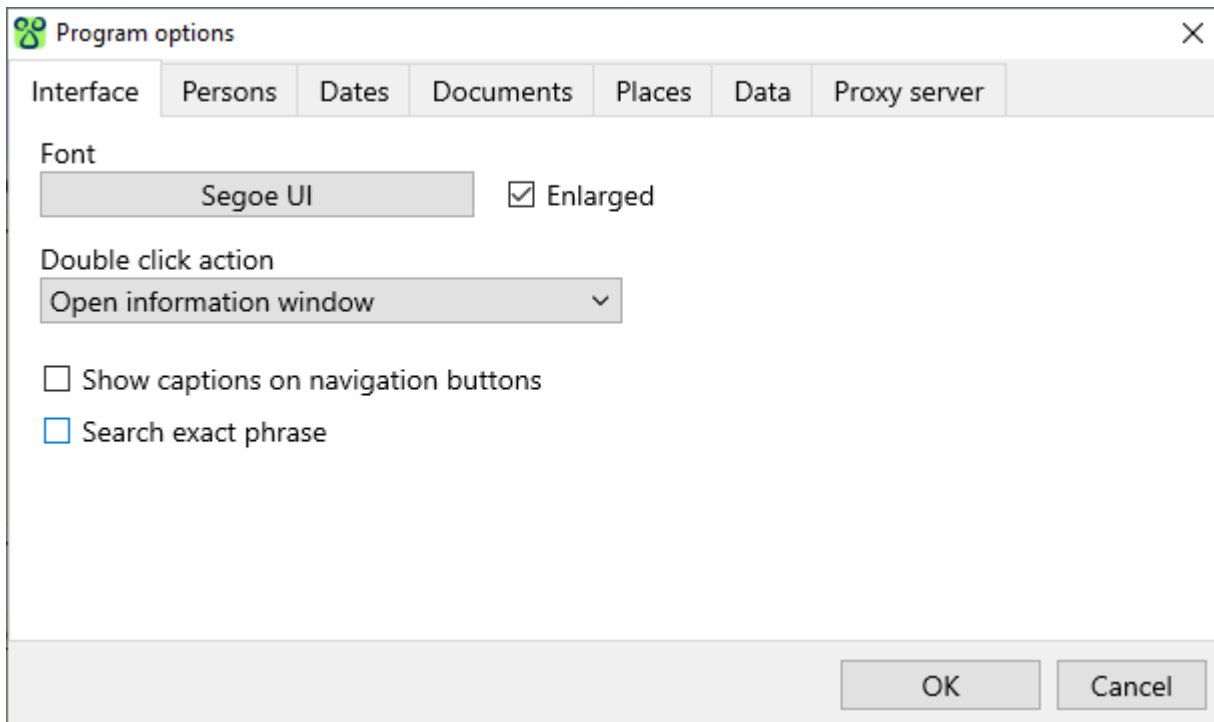 Program options
Interface Persons Dates Documents Places Data Proxy server
Font
Segoe UI Enlarged
Double click action
Open information window
Show captions on navigation buttons
Search exact phrase
OK Cancel